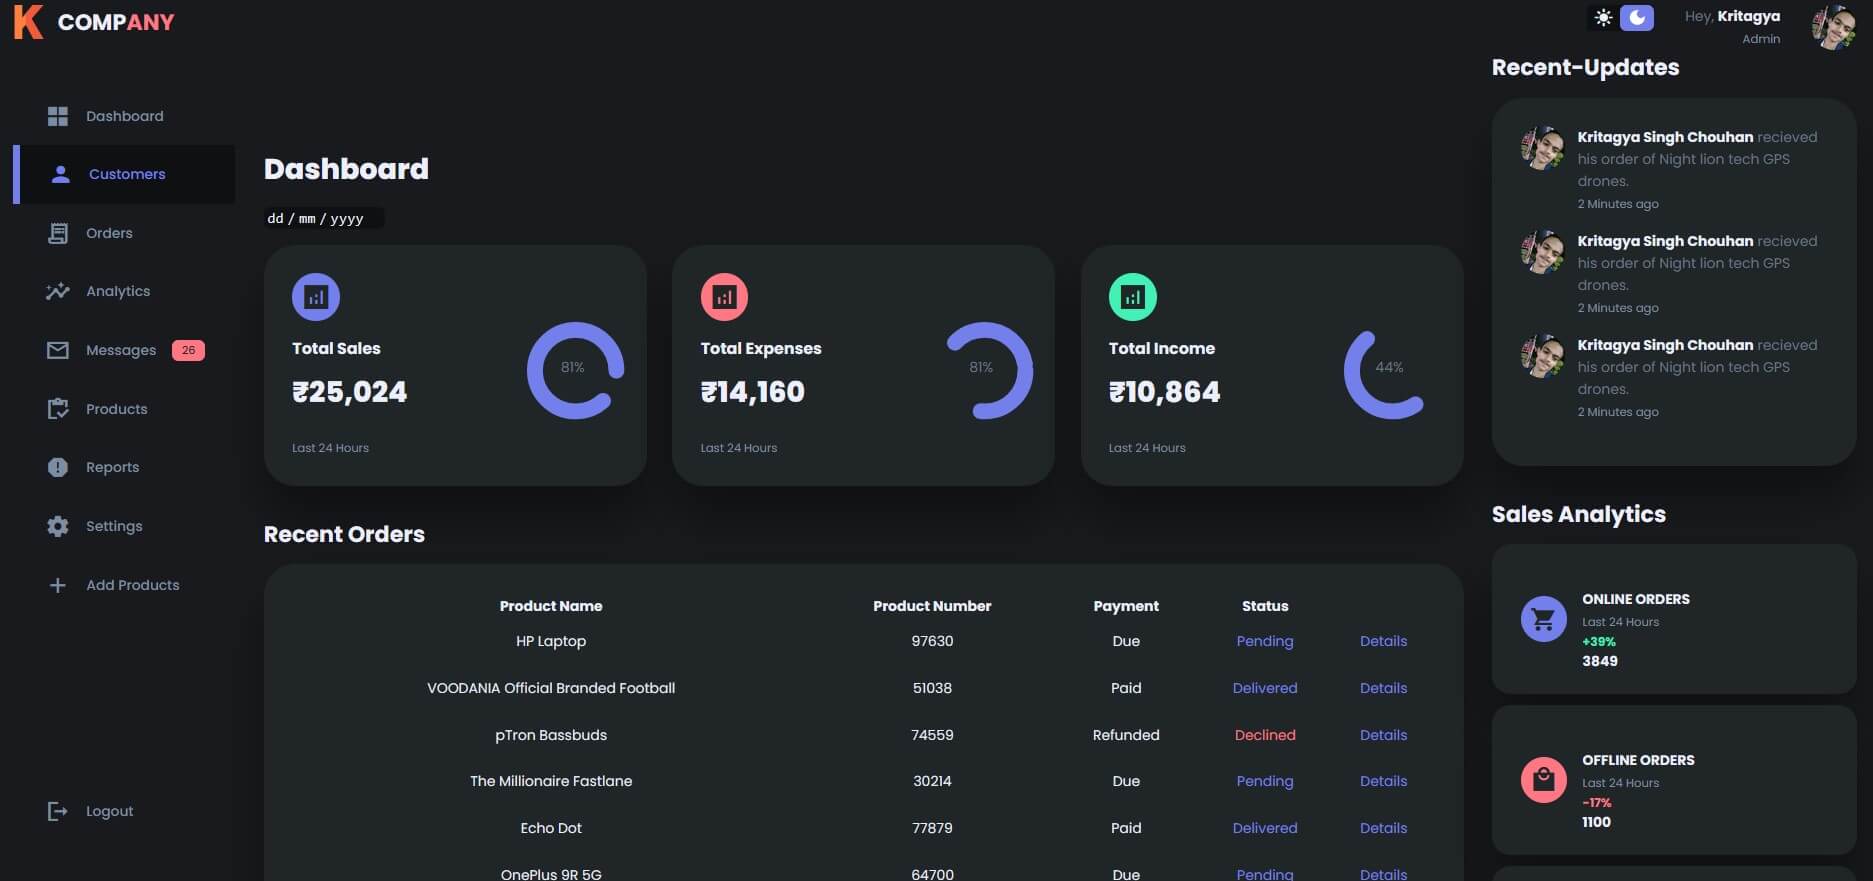 K COMPANY
Hey, Kritagya
Admin
Dashboard
Customers
Orders
Analytics
Messages 26
Products
Reports
Settings
Add Products
Logout
Dashboard
dd / mm / yyyy
Total Sales
₹25,024
81%
Last 24 Hours
Total Expenses
₹14,160
81%
Last 24 Hours
Total Income
₹10,864
44%
Last 24 Hours
Recent Orders
Product Name Product Number Payment Status
HP Laptop 97630 Due Pending Details
VOODANIA Official Branded Football 51038 Paid Delivered Details
pTron Bassbuds 74559 Refunded Declined Details
The Millionaire Fastlane 30214 Due Pending Details
Echo Dot 77879 Paid Delivered Details
OnePlus 9R 5G 64700 Due Pending Details
Recent-Updates
Kritagya Singh Chouhan recieved
his order of Night lion tech GPS
drones.
2 Minutes ago
Kritagya Singh Chouhan recieved
his order of Night lion tech GPS
drones.
2 Minutes ago
Kritagya Singh Chouhan recieved
his order of Night lion tech GPS
drones.
2 Minutes ago
Sales Analytics
ONLINE ORDERS
Last 24 Hours
+39%
3849
OFFLINE ORDERS
Last 24 Hours
-17%
1100